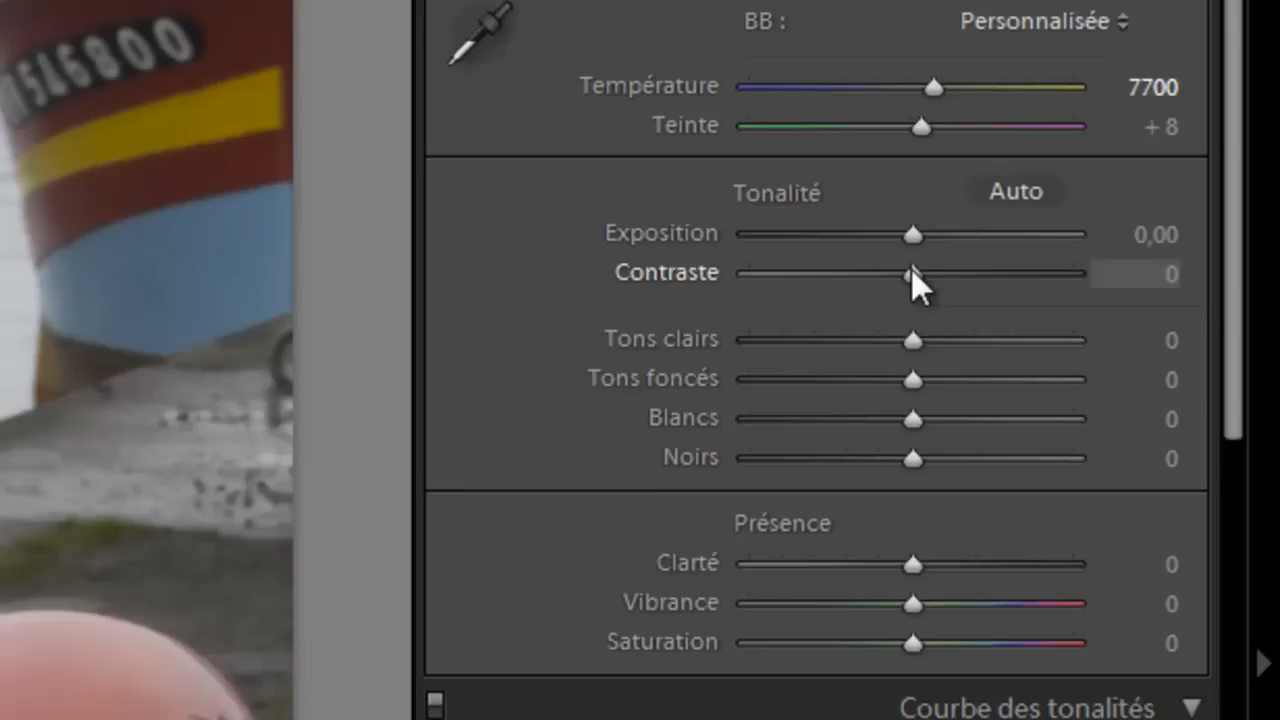 BB : Personnalisée
Température 7700
Teinte + 8
Tonalité Auto
Exposition 0,00
Contraste 0
Tons clairs 0
Tons foncés 0
Blancs 0
Noirs 0
Présence
Clarté 0
Vibrance 0
Saturation 0
Courbe des tonalités